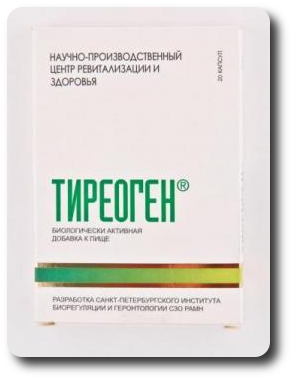 НАУЧНО-ПРОИЗВОДСТВЕННЫЙ
ЦЕНТР РЕВИТАЛИЗАЦИИ И
ЗДОРОВЬЯ
20 КАПСУЛ
ТИРЕОГЕН®
БИОЛОГИЧЕСКИ АКТИВНАЯ
ДОБАВКА К ПИЩЕ
РАЗРАБОТКА САНКТ-ПЕТЕРБУРГСКОГО ИНСТИТУТА
БИОРЕГУЛЯЦИИ И ГЕРОНТОЛОГИИ СЗО РАМН